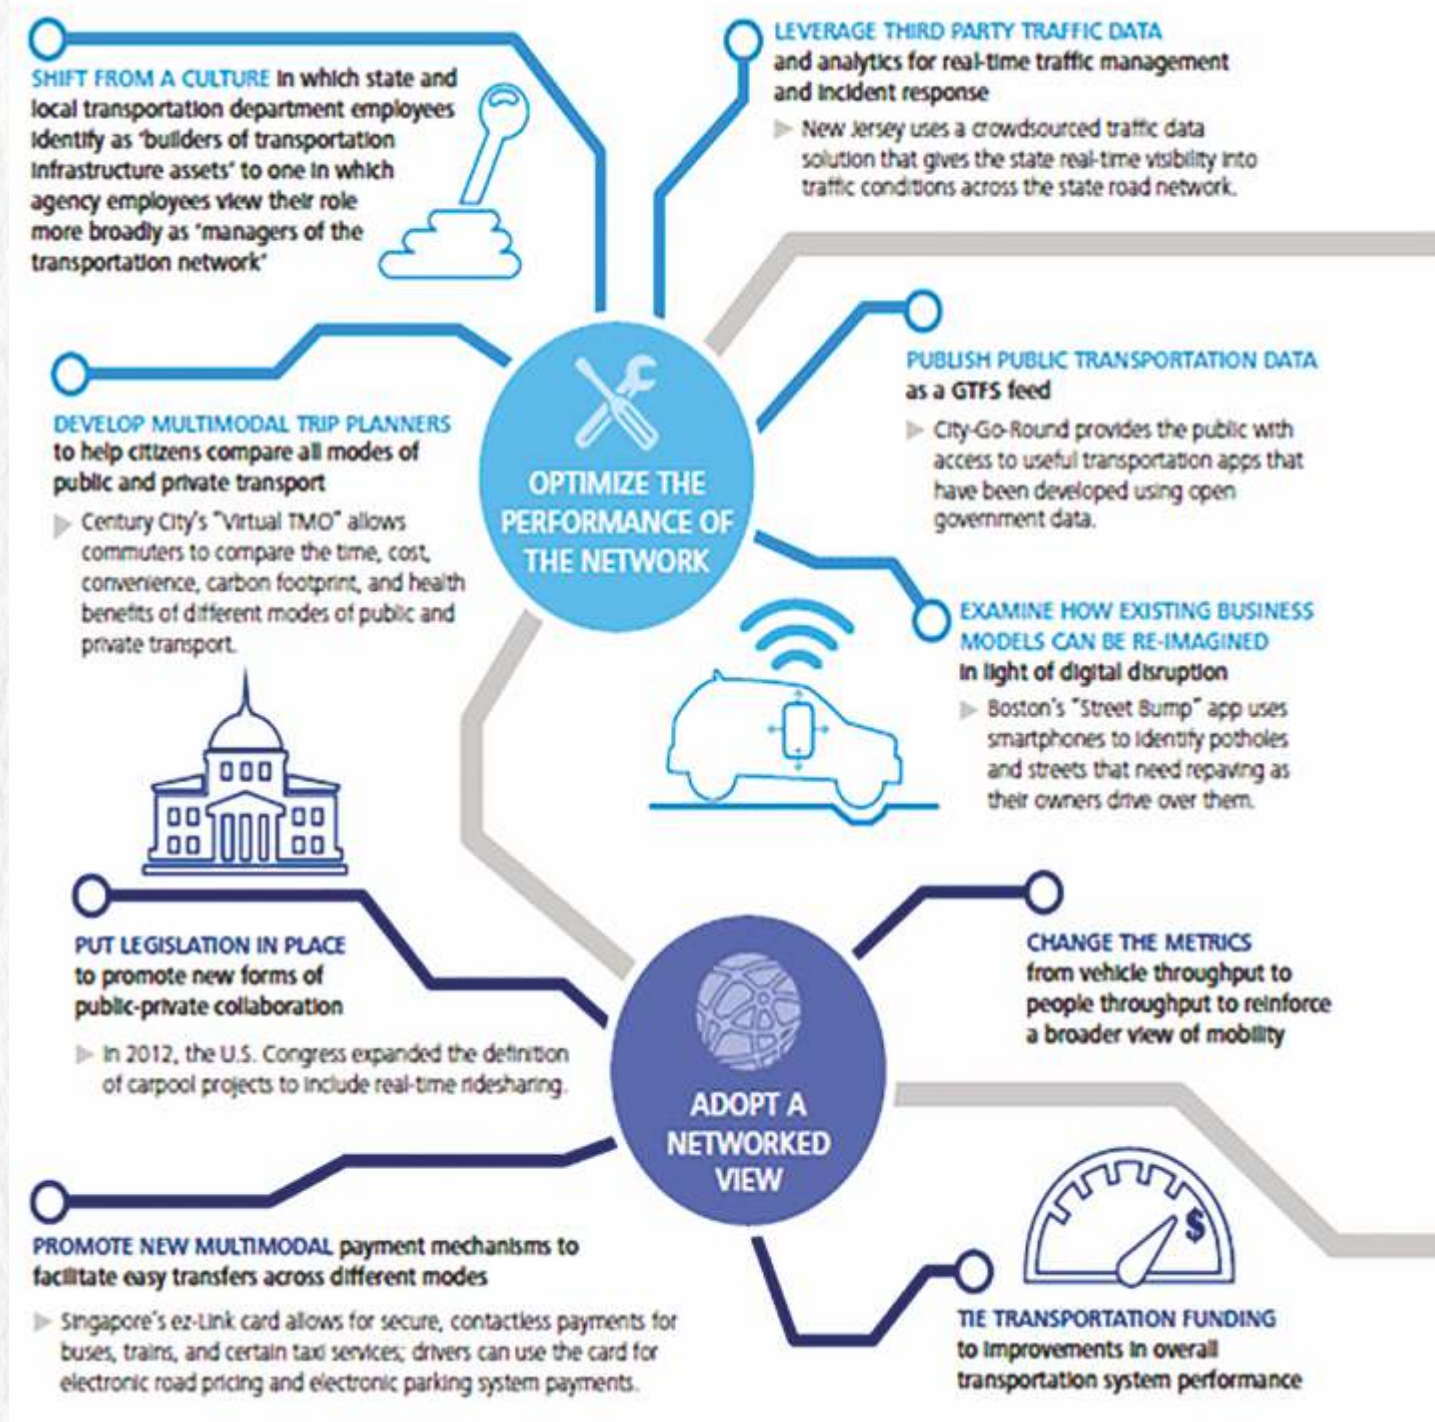 SHIFT FROM A CULTURE in which state and
local transportation department employees
identify as "builders of transportation
infrastructure assets" to one in which
agency employees view their role
more broadly as "managers of the
transportation network"
LEVERAGE THIRD PARTY TRAFFIC DATA
and analytics for real-time traffic management
and incident response
New Jersey uses a crowdsourced traffic data
solution that gives the state real-time visibility into
traffic conditions across the state road network.
DEVELOP MULTIMODAL TRIP PLANNERS
to help citizens compare all modes of
public and private transport
Century City's "Virtual TMO" allows
commuters to compare the time, cost,
convenience, carbon footprint, and health
benefits of different modes of public and
private transport.
OPTIMIZE THE
PERFORMANCE OF
THE NETWORK
PUBLISH PUBLIC TRANSPORTATION DATA
as a GTFS feed
City-Go-Round provides the public with
access to useful transportation apps that
have been developed using open
government data.
EXAMINE HOW EXISTING BUSINESS
MODELS CAN BE RE-IMAGINED
in light of digital disruption
Boston's "Street Bump" app uses
smartphones to identify potholes
and streets that need repaving as
their owners drive over them.
PUT LEGISLATION IN PLACE
to promote new forms of
public-private collaboration
In 2012, the U.S. Congress expanded the definition
of carpool projects to include real-time ridesharing.
ADOPT A
NETWORKED
VIEW
CHANGE THE METRICS
from vehicle throughput to
people throughput to reinforce
a broader view of mobility
PROMOTE NEW MULTIMODAL payment mechanisms to
facilitate easy transfers across different modes
Singapore's ez-Link card allows for secure, contactless payments for
buses, trains, and certain taxi services; drivers can use the card for
electronic road pricing and electronic parking system payments.
$
TIE TRANSPORTATION FUNDING
to improvements in overall
transportation system performance